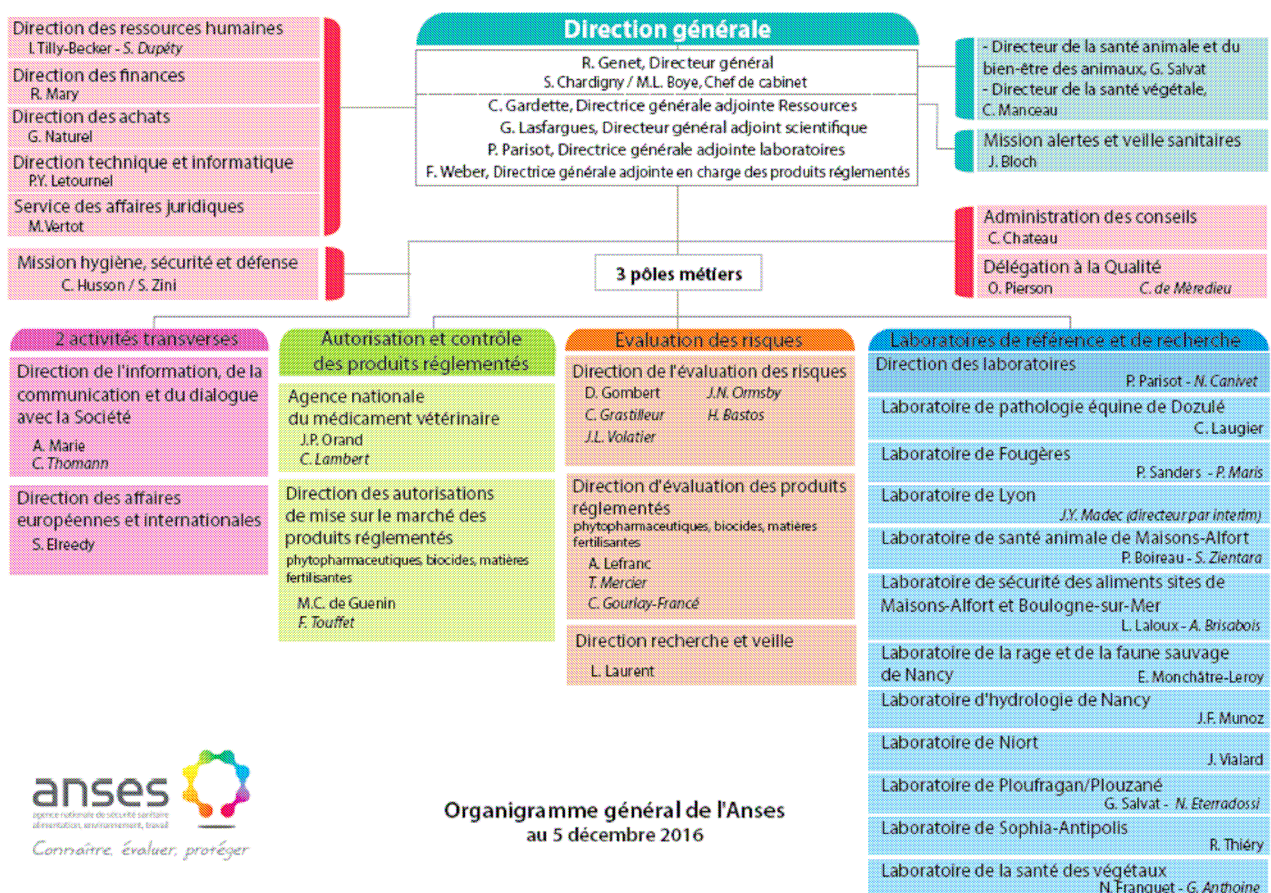 Direction des ressources humaines
I. Tilly-Becker - S. Dupéty
Direction des finances
R. Mary
Direction des achats
G. Naturel
Direction technique et informatique
P.Y. Letournel
Service des affaires juridiques
M. Vertot
Mission hygiène, sécurité et défense
C. Husson / S. Zini
Direction générale
R. Genet, Directeur général
S. Chardigny / M.L. Boye, Chef de cabinet
C. Gardette, Directrice générale adjointe Ressources
G. Lasfargues, Directeur général adjoint scientifique
P. Parisot, Directrice générale adjointe laboratoires
F. Weber, Directrice générale adjointe en charge des produits réglementés
- Directeur de la santé animale et du
bien-être des animaux, G. Salvat
- Directeur de la santé végétale,
C. Manceau
Mission alertes et veille sanitaires
J. Bloch
Administration des conseils
C. Chateau
Délégation à la Qualité
O. Pierson C. de Mèredieu
3 pôles métiers
2 activités transverses
Direction de l'information, de la
communication et du dialogue
avec la Société
A. Marie
C. Thomann
Direction des affaires
européennes et internationales
S. Elreedy
Autorisation et contrôle
des produits réglementés
Agence nationale
du médicament vétérinaire
J.P. Orand
C. Lambert
Direction des autorisations
de mise sur le marché des
produits réglementés
phytopharmaceutiques, biocides, matières
fertilisantes
M.C. de Guenin
F. Touffet
Evaluation des risques
Direction de l'évaluation des risques
D. Gombert J.N. Ormsby
C. Grastilleur H. Bastos
J.L. Volatier
Direction d'évaluation des produits
réglementés
phytopharmaceutiques, biocides, matières
fertilisantes
A. Lefranc
T. Mercier
C. Gourlay-Francé
Direction recherche et veille
L. Laurent
Laboratoires de référence et de recherche
Direction des laboratoires
P. Parisot - N. Canivet
Laboratoire de pathologie équine de Dozulé
C. Laugier
Laboratoire de Fougères
P. Sanders - P. Maris
Laboratoire de Lyon
J.Y. Madec (directeur par interim)
Laboratoire de santé animale de Maisons-Alfort
P. Boireau - S. Zientara
Laboratoire de sécurité des aliments sites de
Maisons-Alfort et Boulogne-sur-Mer
L. Laloux - A. Brisabois
Laboratoire de la rage et de la faune sauvage
de Nancy E. Monchâtre-Leroy
Laboratoire d'hydrologie de Nancy
J.F. Munoz
Laboratoire de Niort
J. Vialard
Laboratoire de Ploufragan/Plouzané
G. Salvat - N. Eterradossi
Laboratoire de Sophia-Antipolis
R. Thiéry
Laboratoire de la santé des végétaux
N. Franquet - G. Anthoine
anses
agence nationale de sécurité sanitaire
alimentation, environnement, travail
Connaître, évaluer, protéger
Organigramme général de l'Anses
au 5 décembre 2016